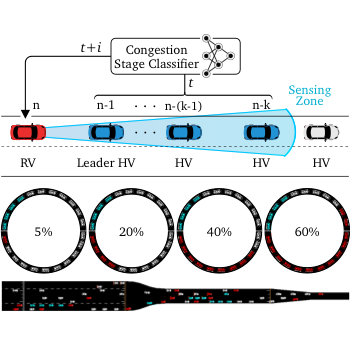 t+i
Congestion
Stage Classifier
t
Sensing
Zone
n
n-1
· · ·
n-(k-1)
n-k
· · ·
RV
Leader HV
HV
HV
HV
5%
20%
40%
60%